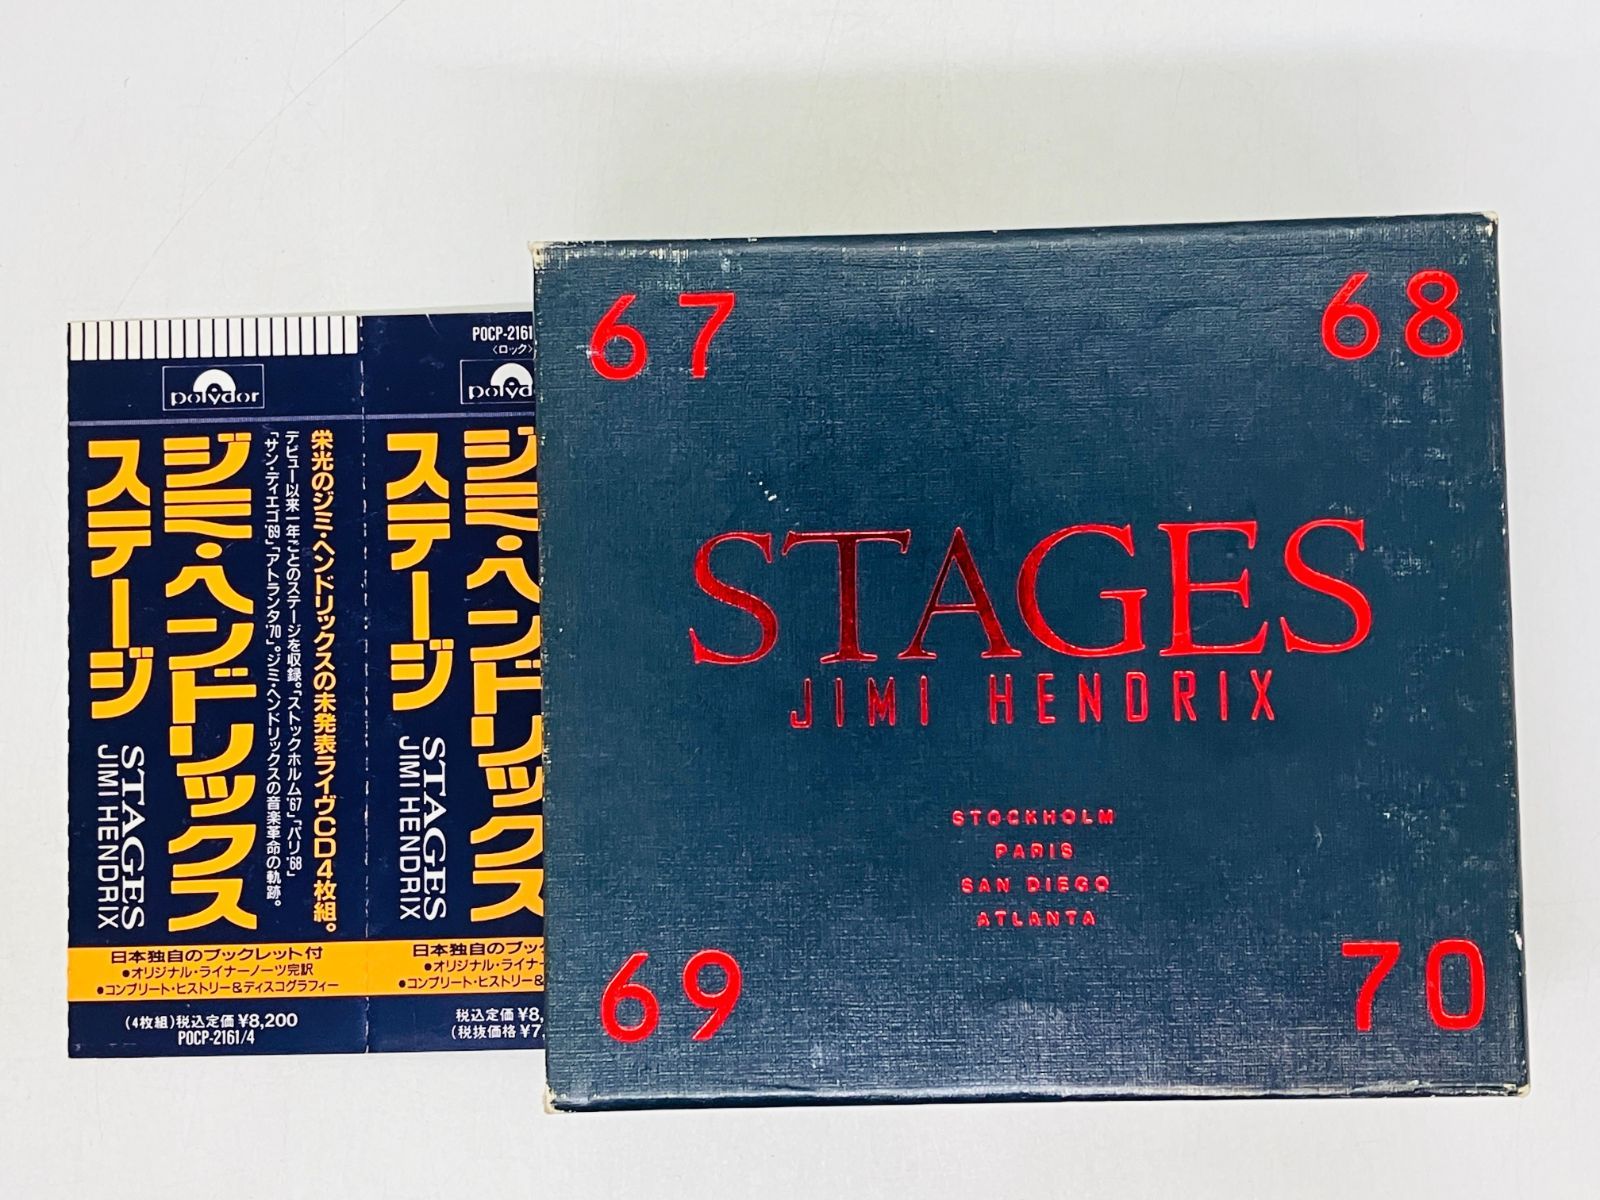 polydor
栄光のジミ・ヘンドリックスの未発表ライヴCD4枚組。
デビュー以来一年ごとのステージを収録。「ストックホルム'67」「パリ'68」
「サン・ディエゴ'69」「アトランタ'70」。ジミ・ヘンドリックスの音楽革命の軌跡。
ジミ・ヘンドリックス
ステージ
STAGES
JIMI HENDRIX
日本独自のブックレット付
●オリジナル・ライナーノーツ完訳
●コンプリート・ヒストリー&ディスコグラフィー
(4枚組)税込定価¥8,200
POCP-2161/4
POCP-2161
〈ロック〉
polyd
ジミ・ヘンドリックス
ステージ
STAGES
JIMI HENDRIX
日本独自のブック
●オリジナル・ライナー
●コンプリート・ヒストリー&
税込定価¥8,
(税抜価格¥7,
67
68
STAGES
JIMI HENDRIX
STOCKHOLM
PARIS
SAN DIEGO
ATLANTA
69
70